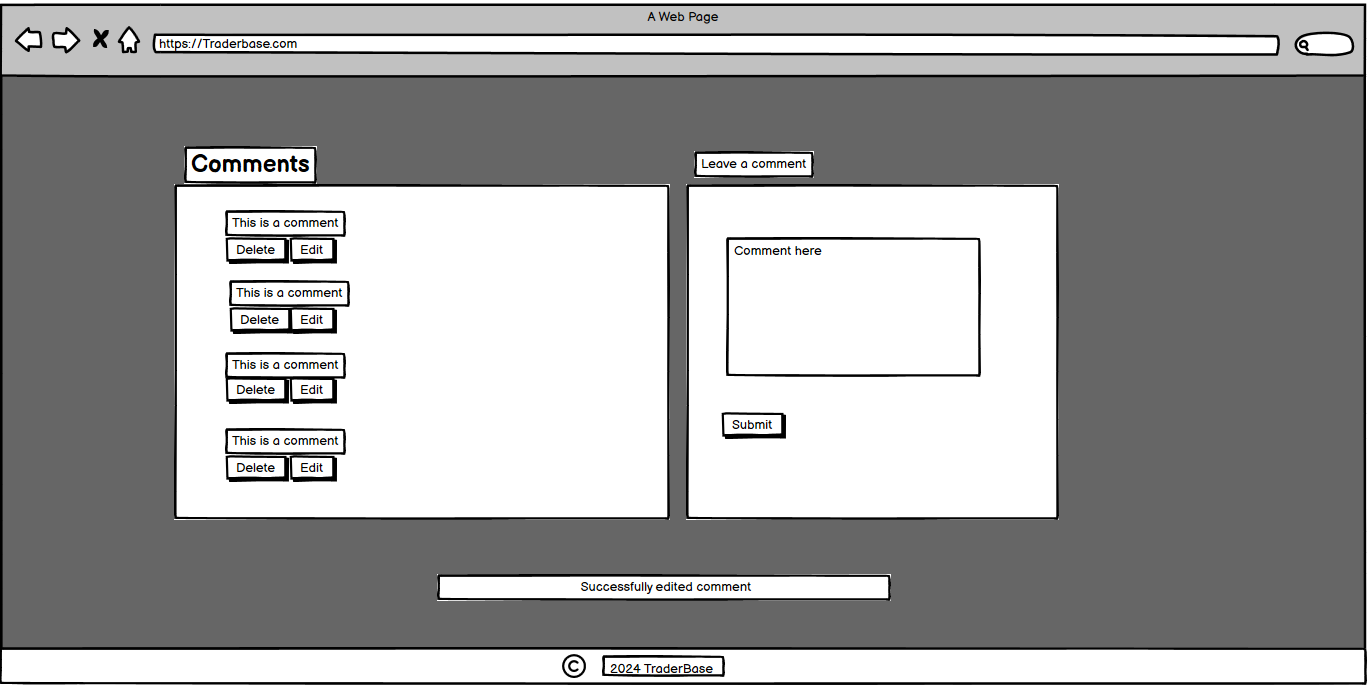 A Web Page
https://Traderbase.com
Comments
This is a comment
Delete Edit
This is a comment
Delete Edit
This is a comment
Delete Edit
This is a comment
Delete Edit
Leave a comment
Comment here
Submit
Successfully edited comment
© 2024 TraderBase